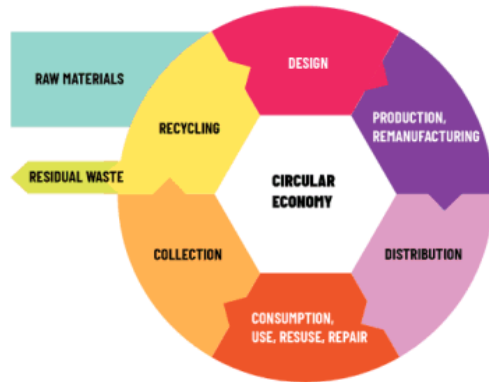 DESIGN
RAW MATERIALS
RECYCLING
PRODUCTION,
REMANUFACTURING
RESIDUAL WASTE
CIRCULAR
ECONOMY
COLLECTION
DISTRIBUTION
CONSUMPTION,
USE, RESUSE, REPAIR